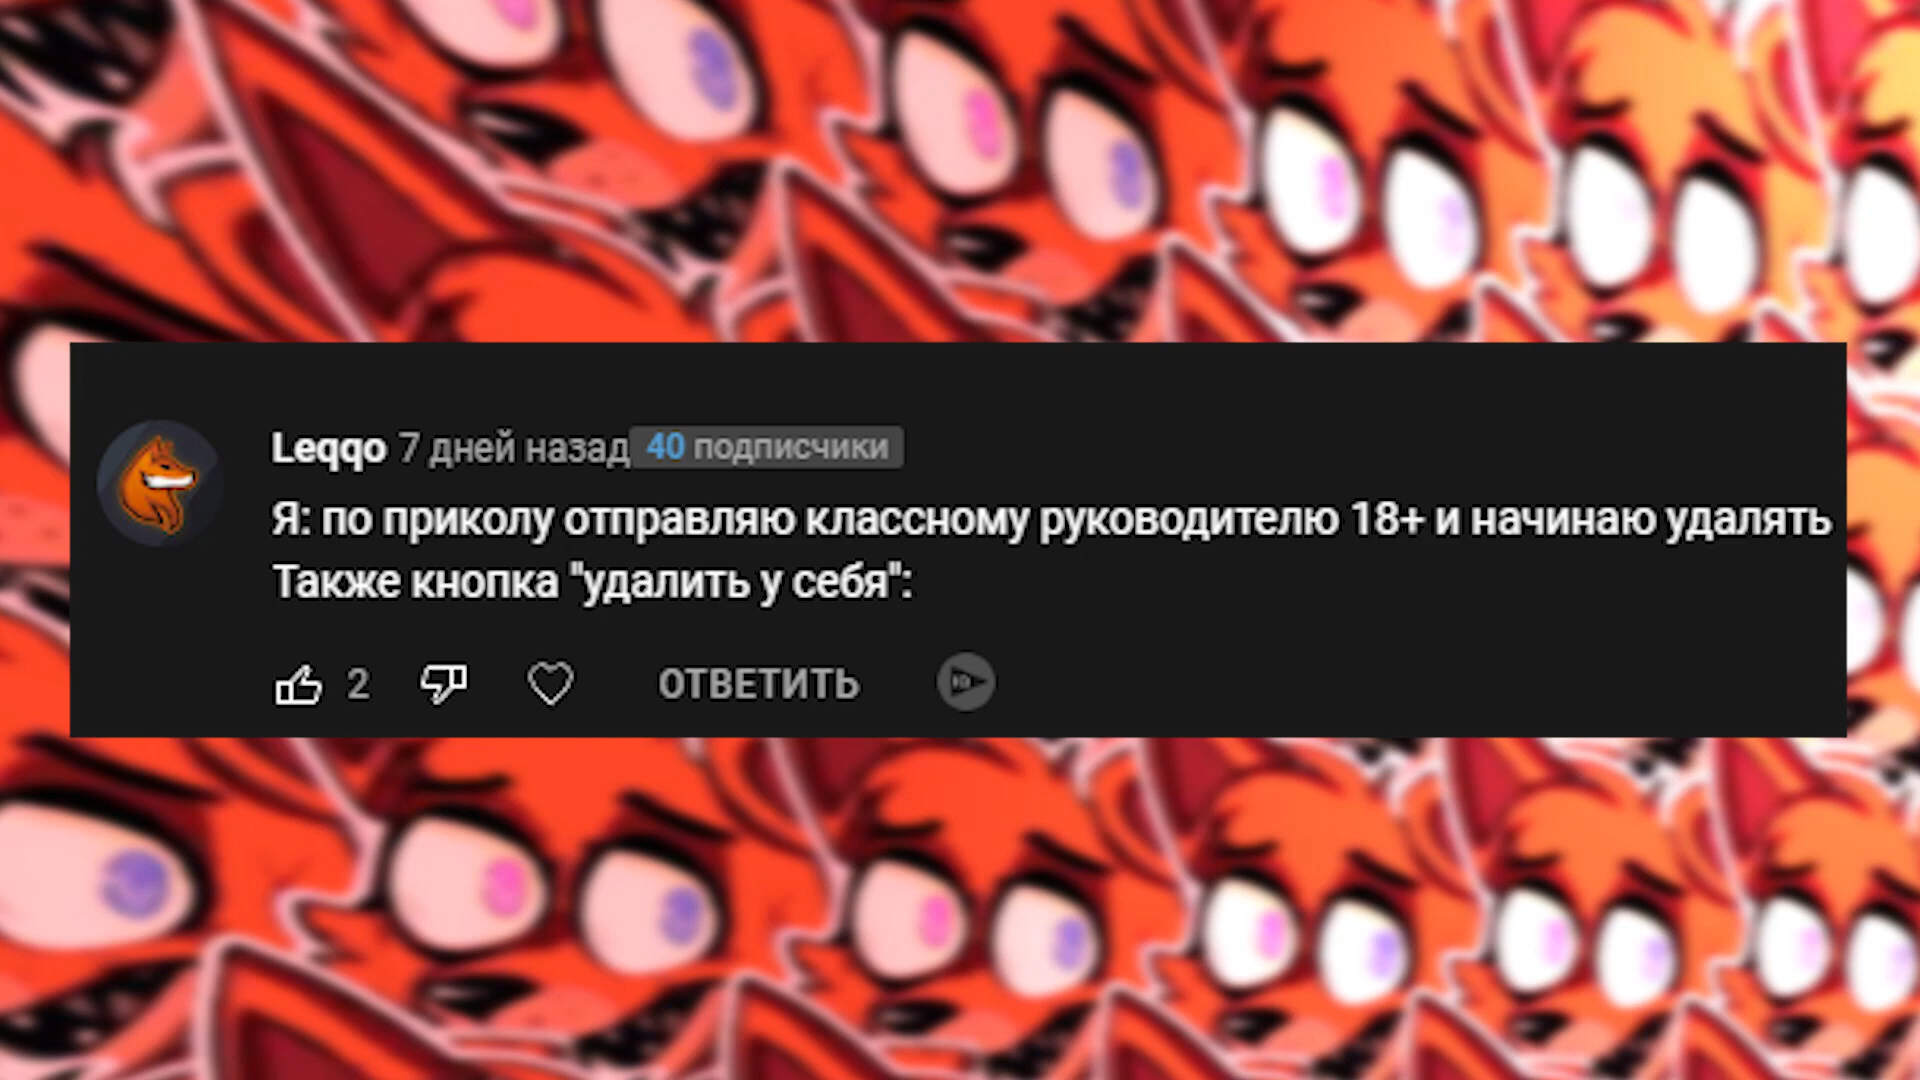 Leqqo 7 дней назад 40 подписчики
Я: по приколу отправляю классному руководителю 18+ и начинаю удалять
Также кнопка "удалить у себя":
2 ОТВЕТИТЬ